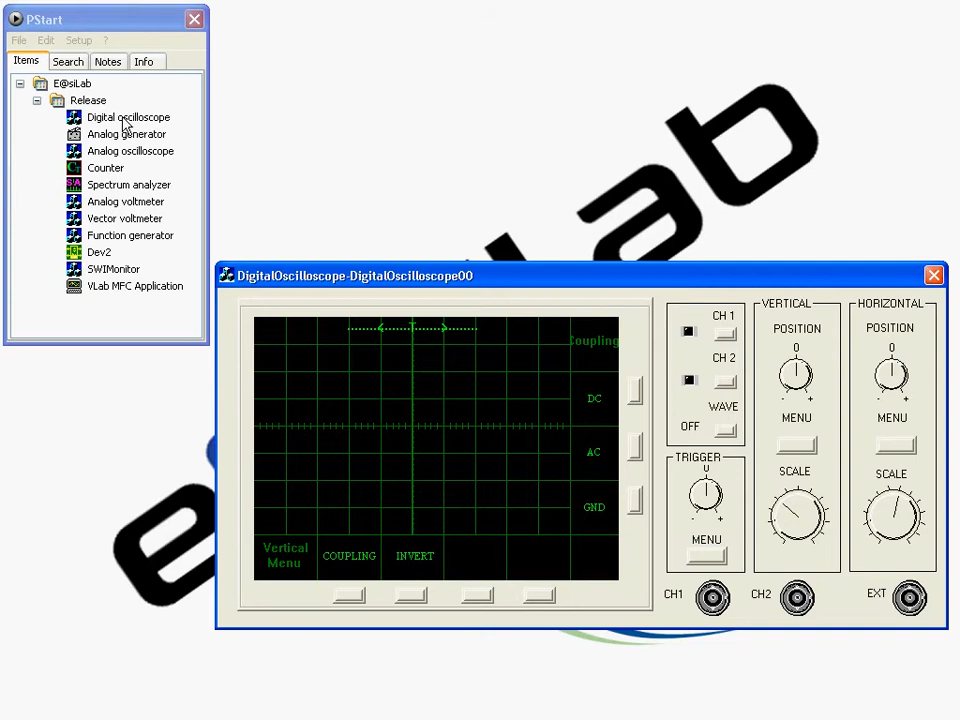 PStart
File Edit Setup ?
Items Search Notes Info
E@siLab
Release
Digital oscilloscope
Analog generator
Analog oscilloscope
Counter
Spectrum analyzer
Analog voltmeter
Vector voltmeter
Function generator
Dev2
SWIMonitor
VLab MFC Application
DigitalOscilloscope-DigitalOscilloscope00
Coupling
DC
AC
GND
Vertical
Menu
COUPLING INVERT
CH 1
CH 2
WAVE
OFF
TRIGGER
0
- +
MENU
VERTICAL
POSITION
0
- +
MENU
SCALE
HORIZONTAL
POSITION
0
- +
MENU
SCALE
CH1 CH2 EXT